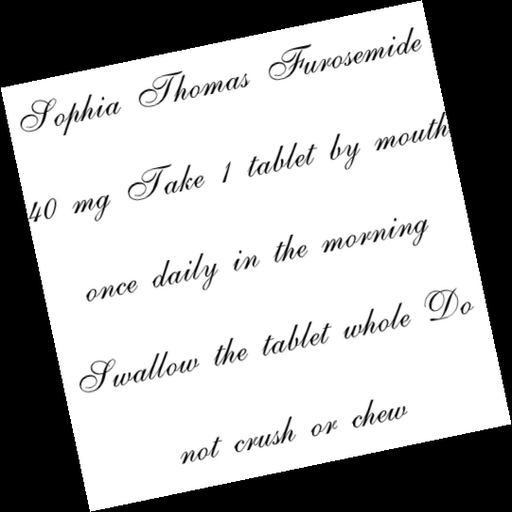 Sophia Thomas Furosemide
40 mg Take 1 tablet by mouth
once daily in the morning
Swallow the tablet whole Do
not crush or chew